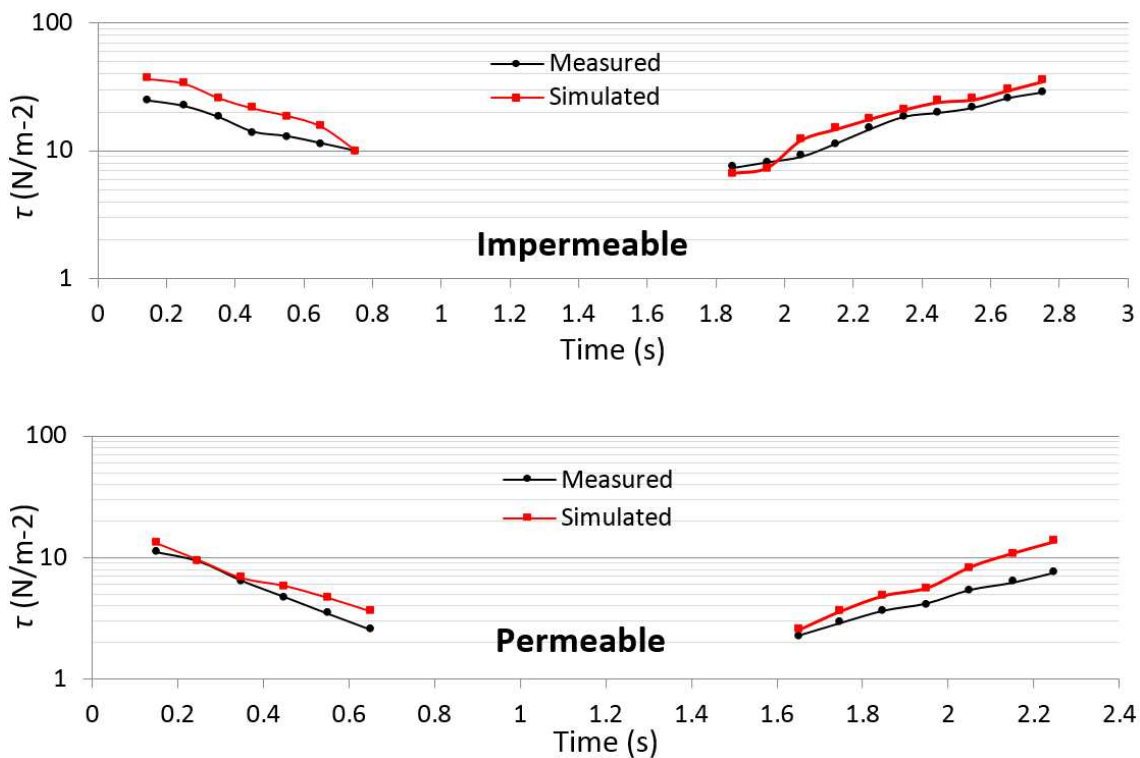 100
Measured
Simulated
10
τ (N/m-2)
Impermeable
1
0 0.2 0.4 0.6 0.8 1 1.2 1.4 1.6 1.8 2 2.2 2.4 2.6 2.8 3
Time (s)
100
Measured
Simulated
10
τ (N/m-2)
Permeable
1
0 0.2 0.4 0.6 0.8 1 1.2 1.4 1.6 1.8 2 2.2 2.4
Time (s)